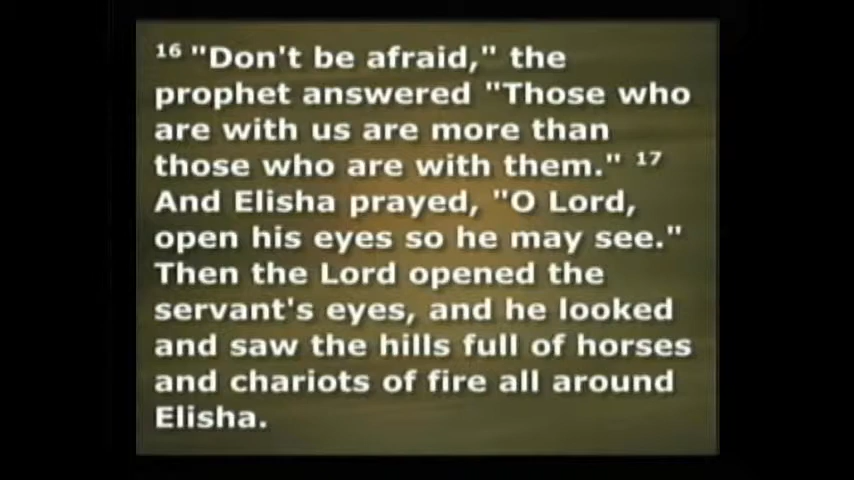 ¹⁶ "Don't be afraid," the
prophet answered "Those who
are with us are more than
those who are with them." ¹⁷
And Elisha prayed, "O Lord,
open his eyes so he may see."
Then the Lord opened the
servant's eyes, and he looked
and saw the hills full of horses
and chariots of fire all around
Elisha.